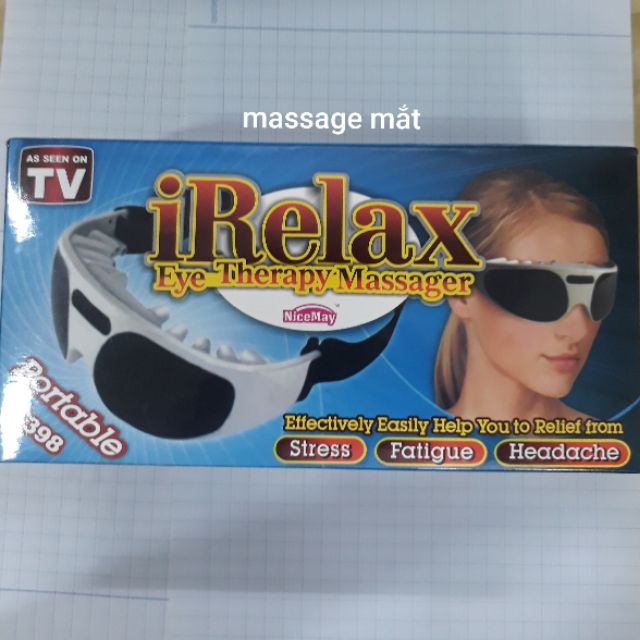 massage mắt
AS SEEN ON
TV
iRelax
Eye Therapy Massager
NiceMay
Portable
398
Effectively Easily Help You to Relief from
Stress Fatigue Headache